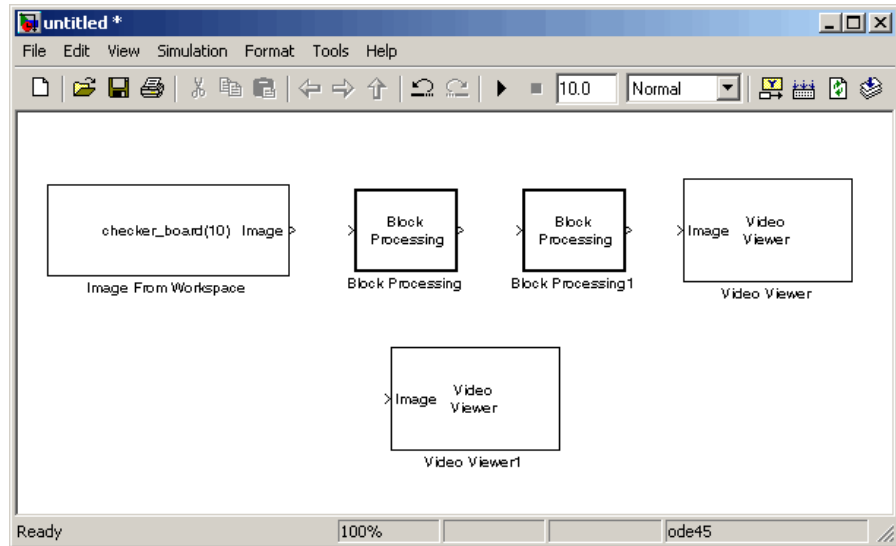 untitled *
File Edit View Simulation Format Tools Help
10.0 Normal
checker_board(10) Image
Image From Workspace
Block
Processing
Block Processing
Block
Processing
Block Processing1
Image
Video
Viewer
Video Viewer
Image
Video
Viewer
Video Viewer1
Ready 100% ode45